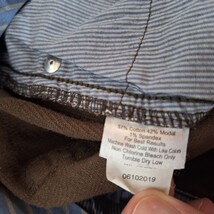 55% Cotton 42% Modal
1% Spandex
For Best Results
Machine Wash Cold With Like Colors
Non Chlorine Bleach Only
Tumble Dry Low
06102019